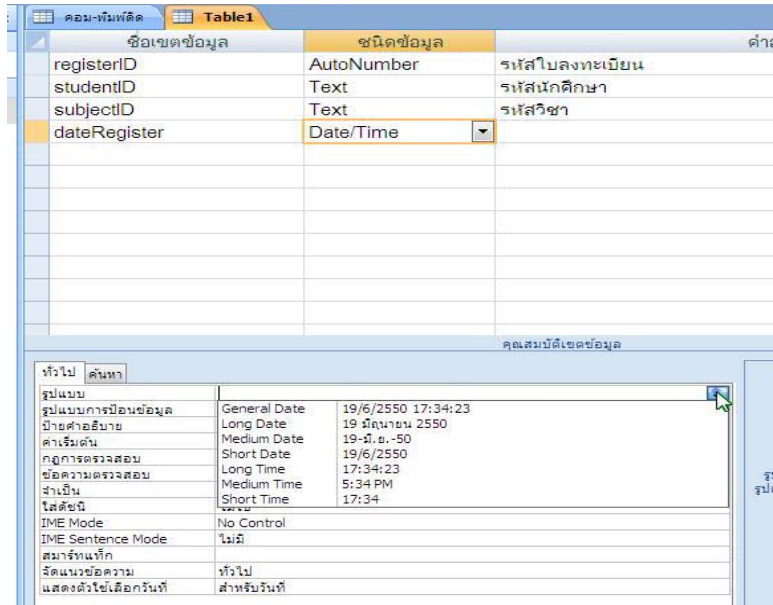 คอม-พิมพ์ดีด Table1
ชื่อเขตข้อมูล ชนิดข้อมูล
registerID AutoNumber รหัสใบลงทะเบียน
studentID Text รหัสนักศึกษา
subjectID Text รหัสวิชา
dateRegister Date/Time
คุณสมบัติเขตข้อมูล
ทั่วไป ค้นหา
รูปแบบ
รูปแบบการป้อนข้อมูล General Date 19/6/2550 17:34:23
ป้ายคำอธิบาย Long Date 19 มิถุนายน 2550
ค่าเริ่มต้น Medium Date 19-มิ.ย.-50
กฎการตรวจสอบ Short Date 19/6/2550
ข้อความตรวจสอบ Long Time 17:34:23
จำเป็น Medium Time 5:34 PM
ใส่ดัชนี Short Time 17:34
IME Mode No Control
IME Sentence Mode ไม่มี
สมาร์ทแท็ก
จัดแนวข้อความ ทั่วไป
แสดงตัวใช้เลือกวันที่ สำหรับวันที่